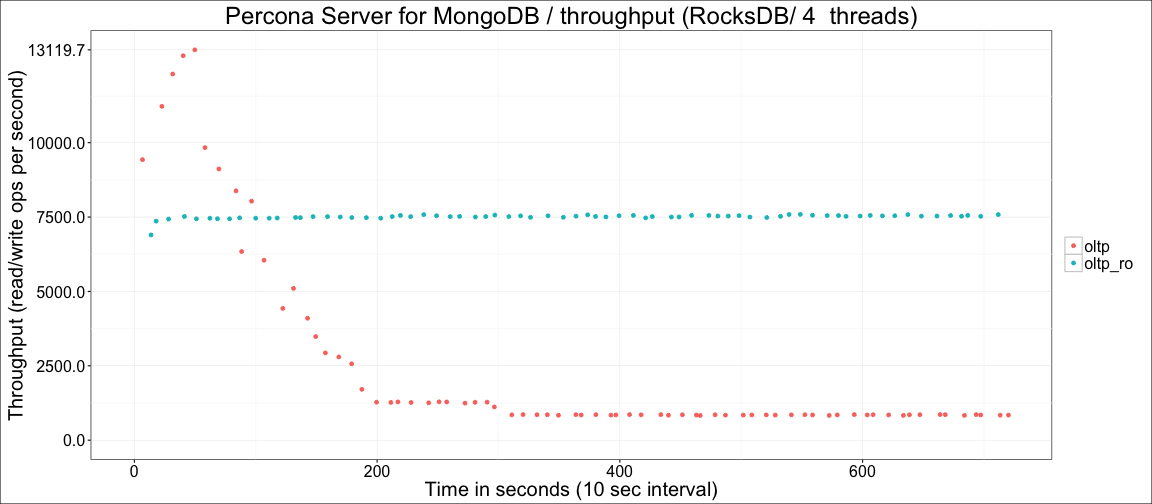 Percona Server for MongoDB / throughput (RocksDB/ 4  threads)
Throughput (read/write ops per second)
13119.7
10000.0
7500.0
5000.0
2500.0
0.0
0 200 400 600
Time in seconds (10 sec interval)
oltp
oltp_ro